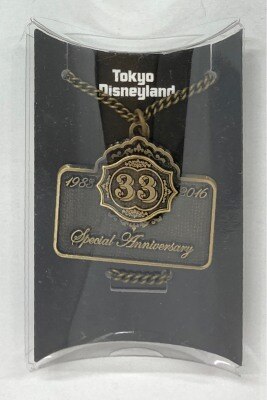 Tokyo
Disneyland
33
1983 2016
Special Anniversary